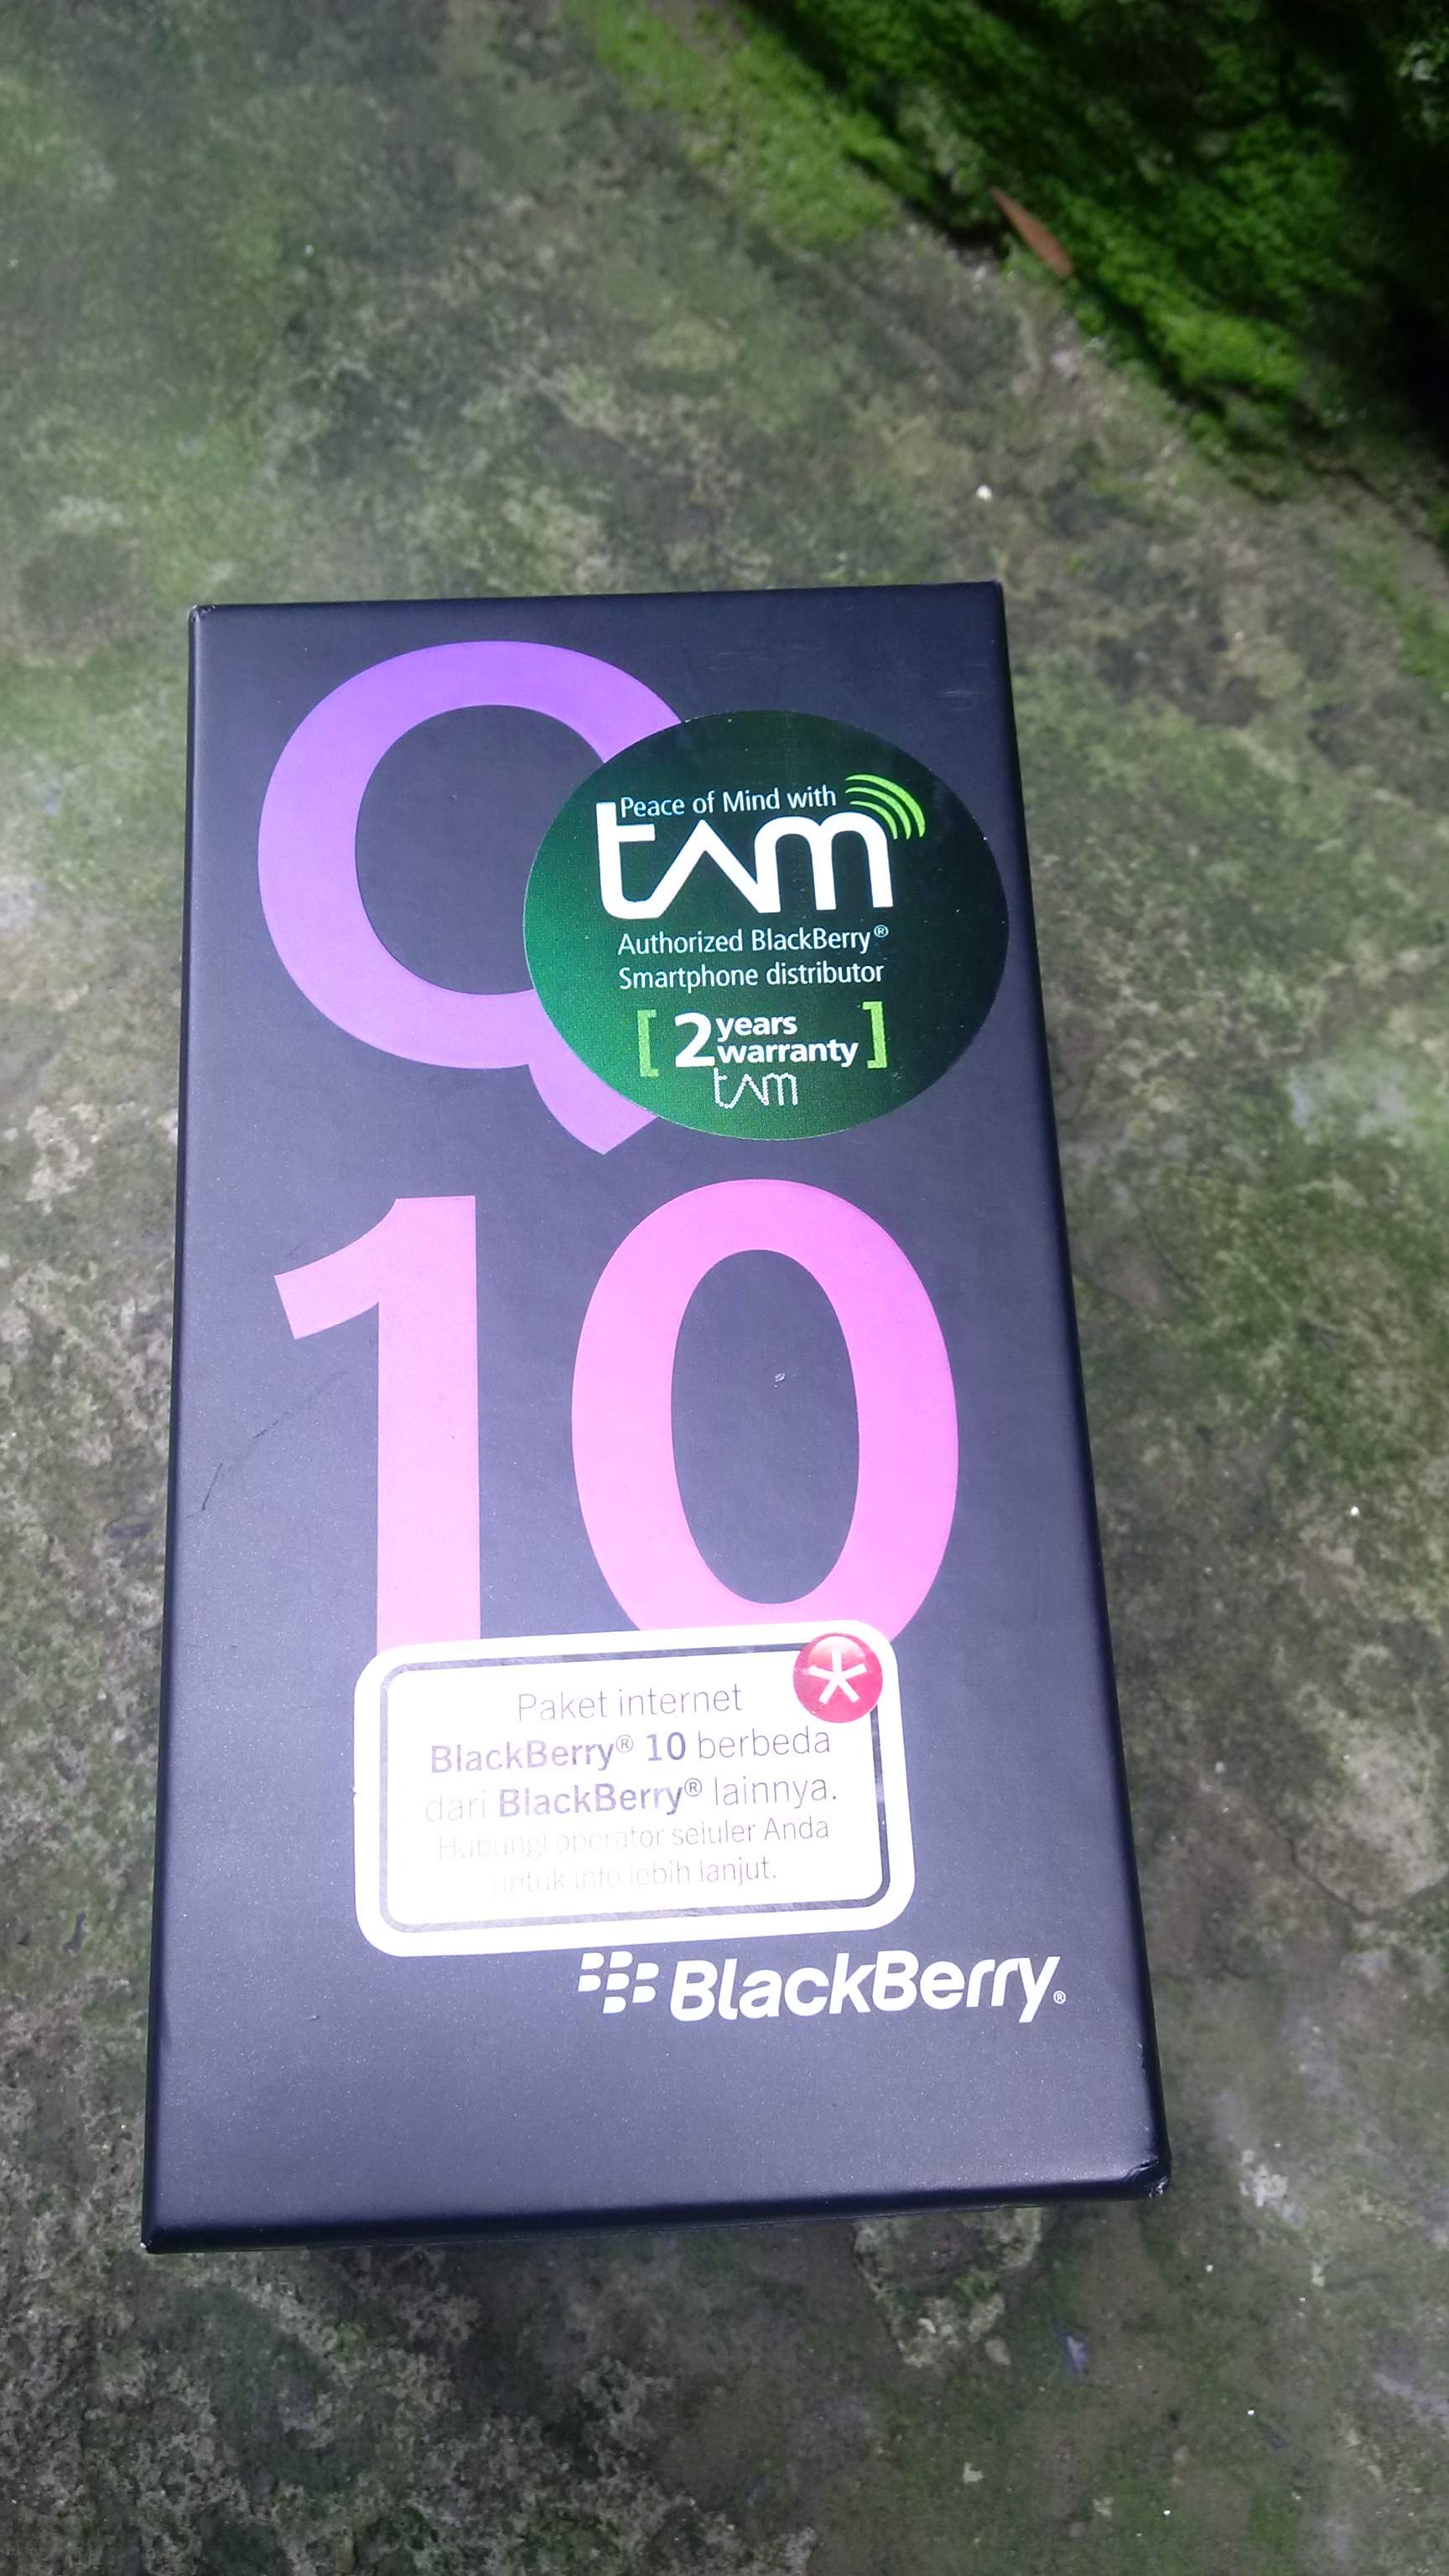 Q
Peace of Mind with
tam
Authorized BlackBerry®
Smartphone distributor
[ 2 years
warranty ]
tam
10
Paket internet
BlackBerry® 10 berbeda
dari BlackBerry® lainnya.
Hubungi operator seluler Anda
untuk info lebih lanjut.
BlackBerry®